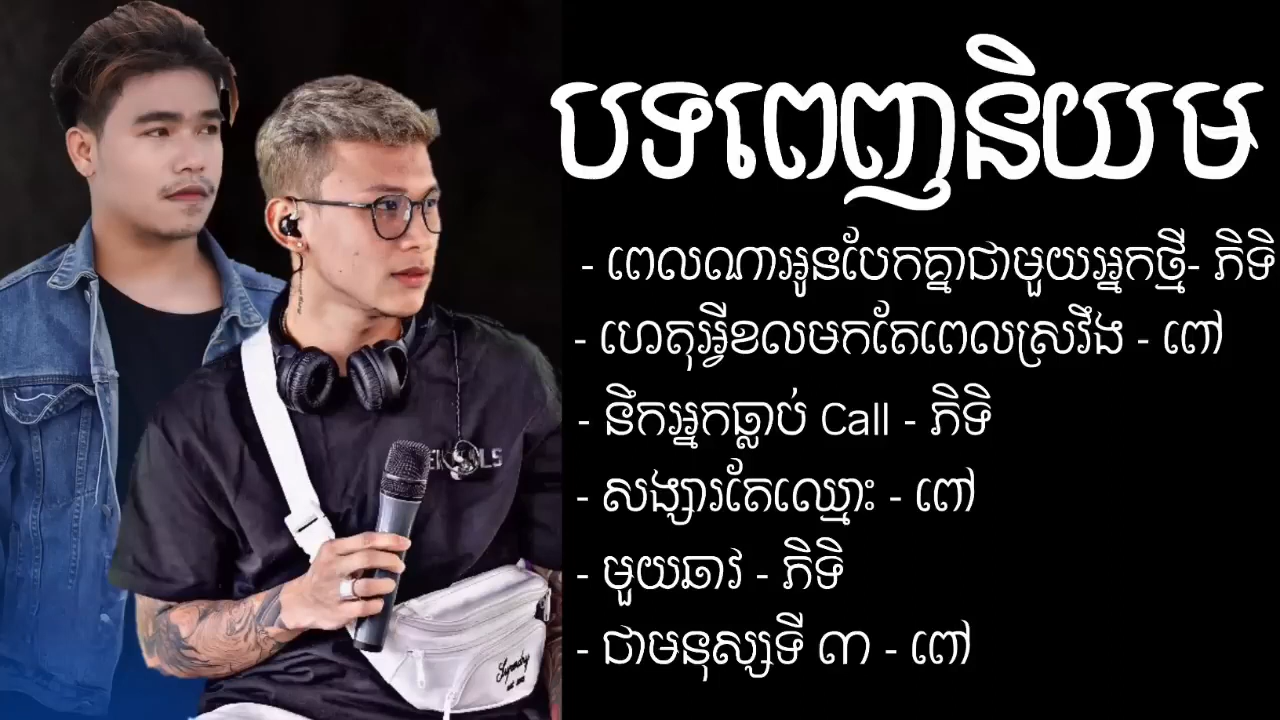 បទពេញនិយម
- ពេលណាអូនបែកគ្នាជាមួយអ្នកថ្មី- ភិទិ
- ហេតុអ្វីខលមកតែពេលស្រវឹង - ពៅ
- នឹកអ្នកធ្លាប់ Call - ភិទិ
- សង្សារតែឈ្មោះ - ពៅ
- មួយឆាវ - ភិទិ
- ជាមនុស្សទី ៣ - ពៅ